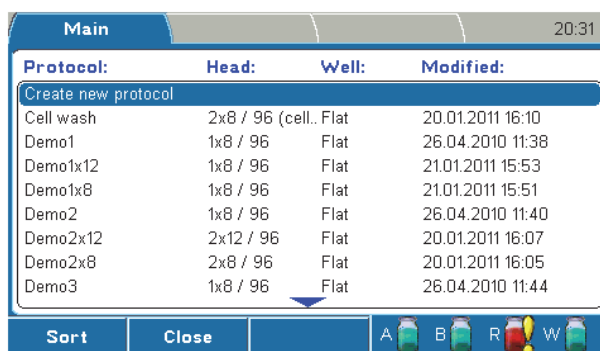 Main 20:31
Protocol: Head: Well: Modified:
Create new protocol
Cell wash 2x8 / 96 (cell.. Flat 20.01.2011 16:10
Demo1 1x8 / 96 Flat 26.04.2010 11:38
Demo1x12 1x8 / 96 Flat 21.01.2011 15:53
Demo1x8 1x8 / 96 Flat 21.01.2011 15:51
Demo2 1x8 / 96 Flat 26.04.2010 11:40
Demo2x12 2x12 / 96 Flat 20.01.2011 16:07
Demo2x8 2x8 / 96 Flat 20.01.2011 16:05
Demo3 1x8 / 96 Flat 26.04.2010 11:44
Sort Close A B R ! W